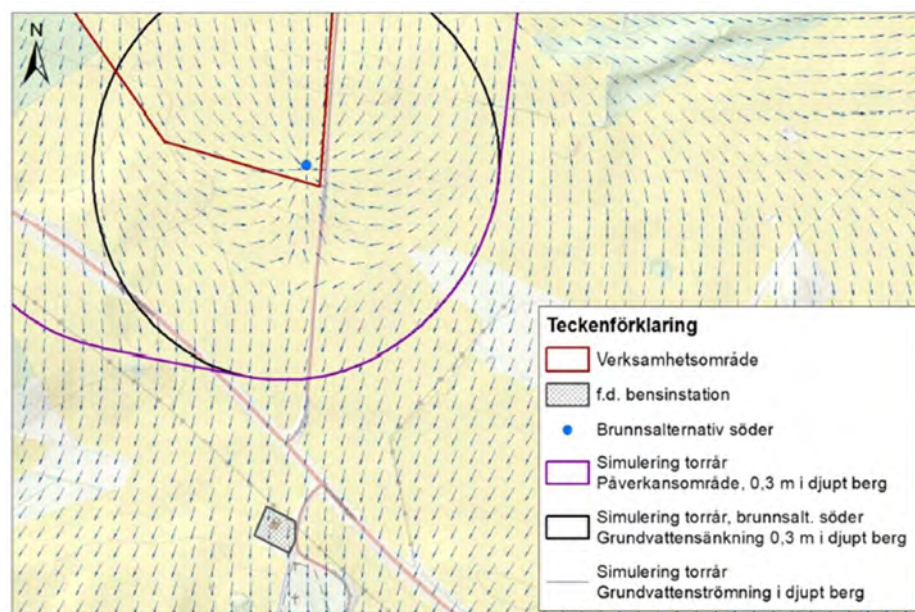 N
Teckenförklaring
Verksamhetsområde
f.d. bensinstation
Brunnsalternativ söder
Simulering torrår
Påverkansområde, 0,3 m i djupt berg
Simulering torrår, brunnsalt. söder
Grundvattensänkning 0,3 m i djupt berg
Simulering torrår
Grundvattenströmning i djupt berg